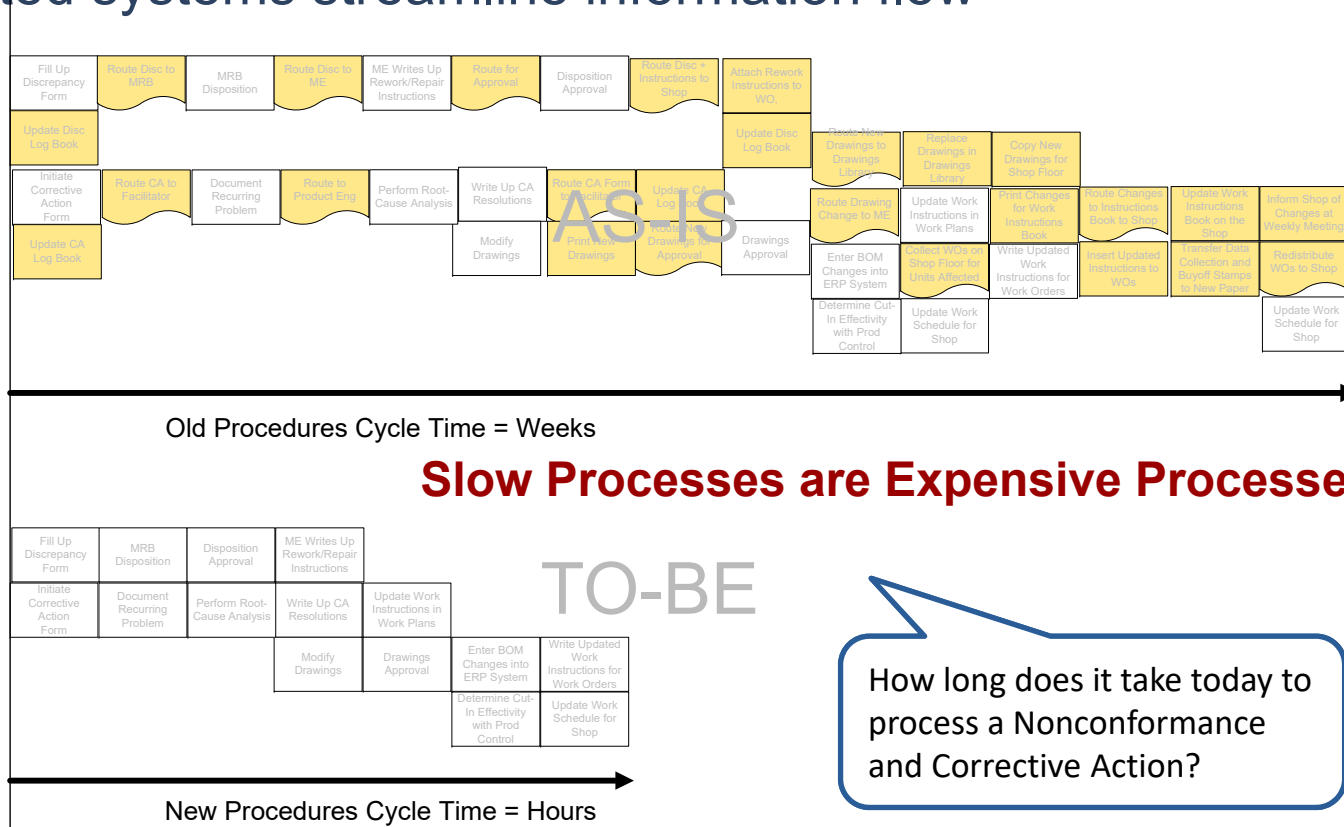 ted systems streamline information flow
Fill Up
Discrepancy
Form
Route Disc to
MRB
MRB
Disposition
Route Disc to
ME
ME Writes Up
Rework/Repair
Instructions
Route for
Approval
Disposition
Approval
Route Disc +
Instructions to
Shop
Attach Rework
Instructions to
WO,
Update Disc
Log Book
Update Disc
Log Book
Route New
Drawings to
Drawings
Library
Replace
Drawings in
Drawings
Library
Copy New
Drawings for
Shop Floor
Initiate
Corrective
Action
Form
Route CA to
Facilitator
Document
Recurring
Problem
Route to
Product Eng
Perform Root-
Cause Analysis
Write Up CA
Resolutions
Route CA Form
to Facilitator
Update CA
Log Book
AS-IS
Route Drawing
Change to ME
Update Work
Instructions in
Work Plans
Print Changes
for Work
Instructions
Book
Route Changes
to Instructions
Book to Shop
Update Work
Instructions
Book on the
Shop
Inform Shop of
Changes at
Weekly Meeting
Update CA
Log Book
Modify
Drawings
Print New
Drawings
Route New
Drawings for
Approval
Drawings
Approval
Enter BOM
Changes into
ERP System
Collect WOs on
Shop Floor for
Units Affected
Write Updated
Work
Instructions for
Work Orders
Insert Updated
Instructions to
WOs
Transfer Data
Collection and
Buyoff Stamps
to New Paper
Redistribute
WOs to Shop
Determine Cut-
In Effectivity
with Prod
Control
Update Work
Schedule for
Shop
Update Work
Schedule for
Shop
Old Procedures Cycle Time = Weeks
Slow Processes are Expensive Processe
Fill Up
Discrepancy
Form
MRB
Disposition
Disposition
Approval
ME Writes Up
Rework/Repair
Instructions
TO-BE
Initiate
Corrective
Action
Form
Document
Recurring
Problem
Perform Root-
Cause Analysis
Write Up CA
Resolutions
Update Work
Instructions in
Work Plans
Modify
Drawings
Drawings
Approval
Enter BOM
Changes into
ERP System
Write Updated
Work
Instructions for
Work Orders
Determine Cut-
In Effectivity
with Prod
Control
Update Work
Schedule for
Shop
How long does it take today to
process a Nonconformance
and Corrective Action?
New Procedures Cycle Time = Hours